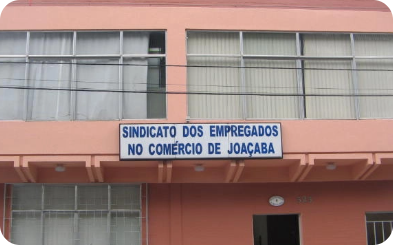 SINDICATO DOS EMPREGADOS
NO COMÉRCIO DE JOAÇABA